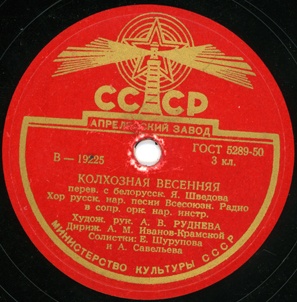 СССР
АПРЕЛЕВСКИЙ ЗАВОД
В — 19225
ГОСТ 5289-50
3 кл.
КОЛХОЗНАЯ ВЕСЕННЯЯ
перев. с белорусск. Я. Шведова
Хор русск. нар. песни Всесоюзн. Радио
в сопр. орк. нар. инстр.
Худож. рук. А. В. РУДНЕВА
Дириж. А. М. Иванов-Крамской
Солистки: Е. Шурупова
и А. Савельева
МИНИСТЕРСТВО КУЛЬТУРЫ СССР